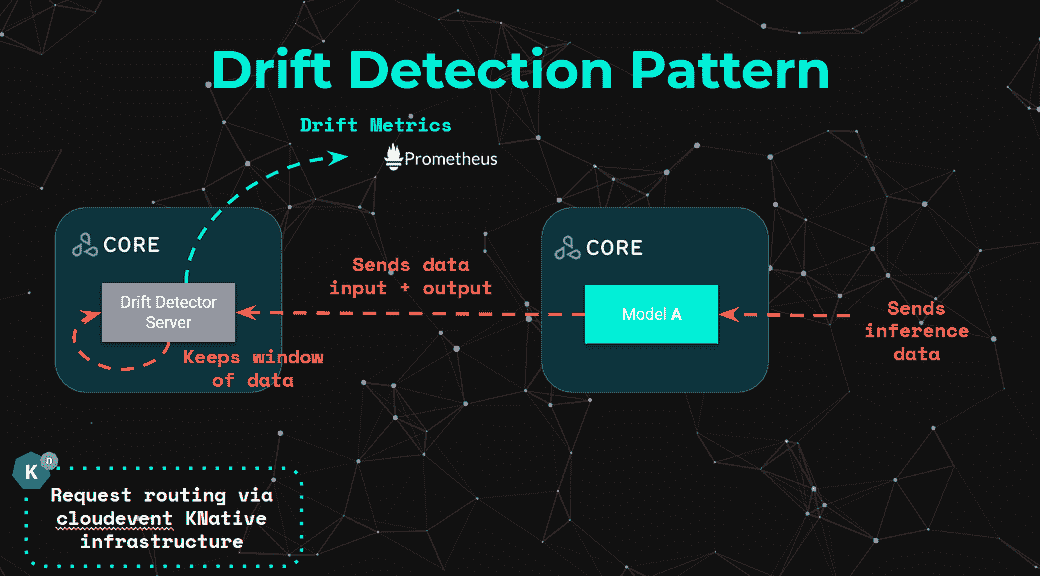 Drift Detection Pattern
Drift Metrics
Prometheus
CORE
CORE
Sends data
input + output
Drift Detector
Server
Model A
Sends
inference
data
Keeps window
of data
K
n
Request routing via
cloudevent KNative
infrastructure